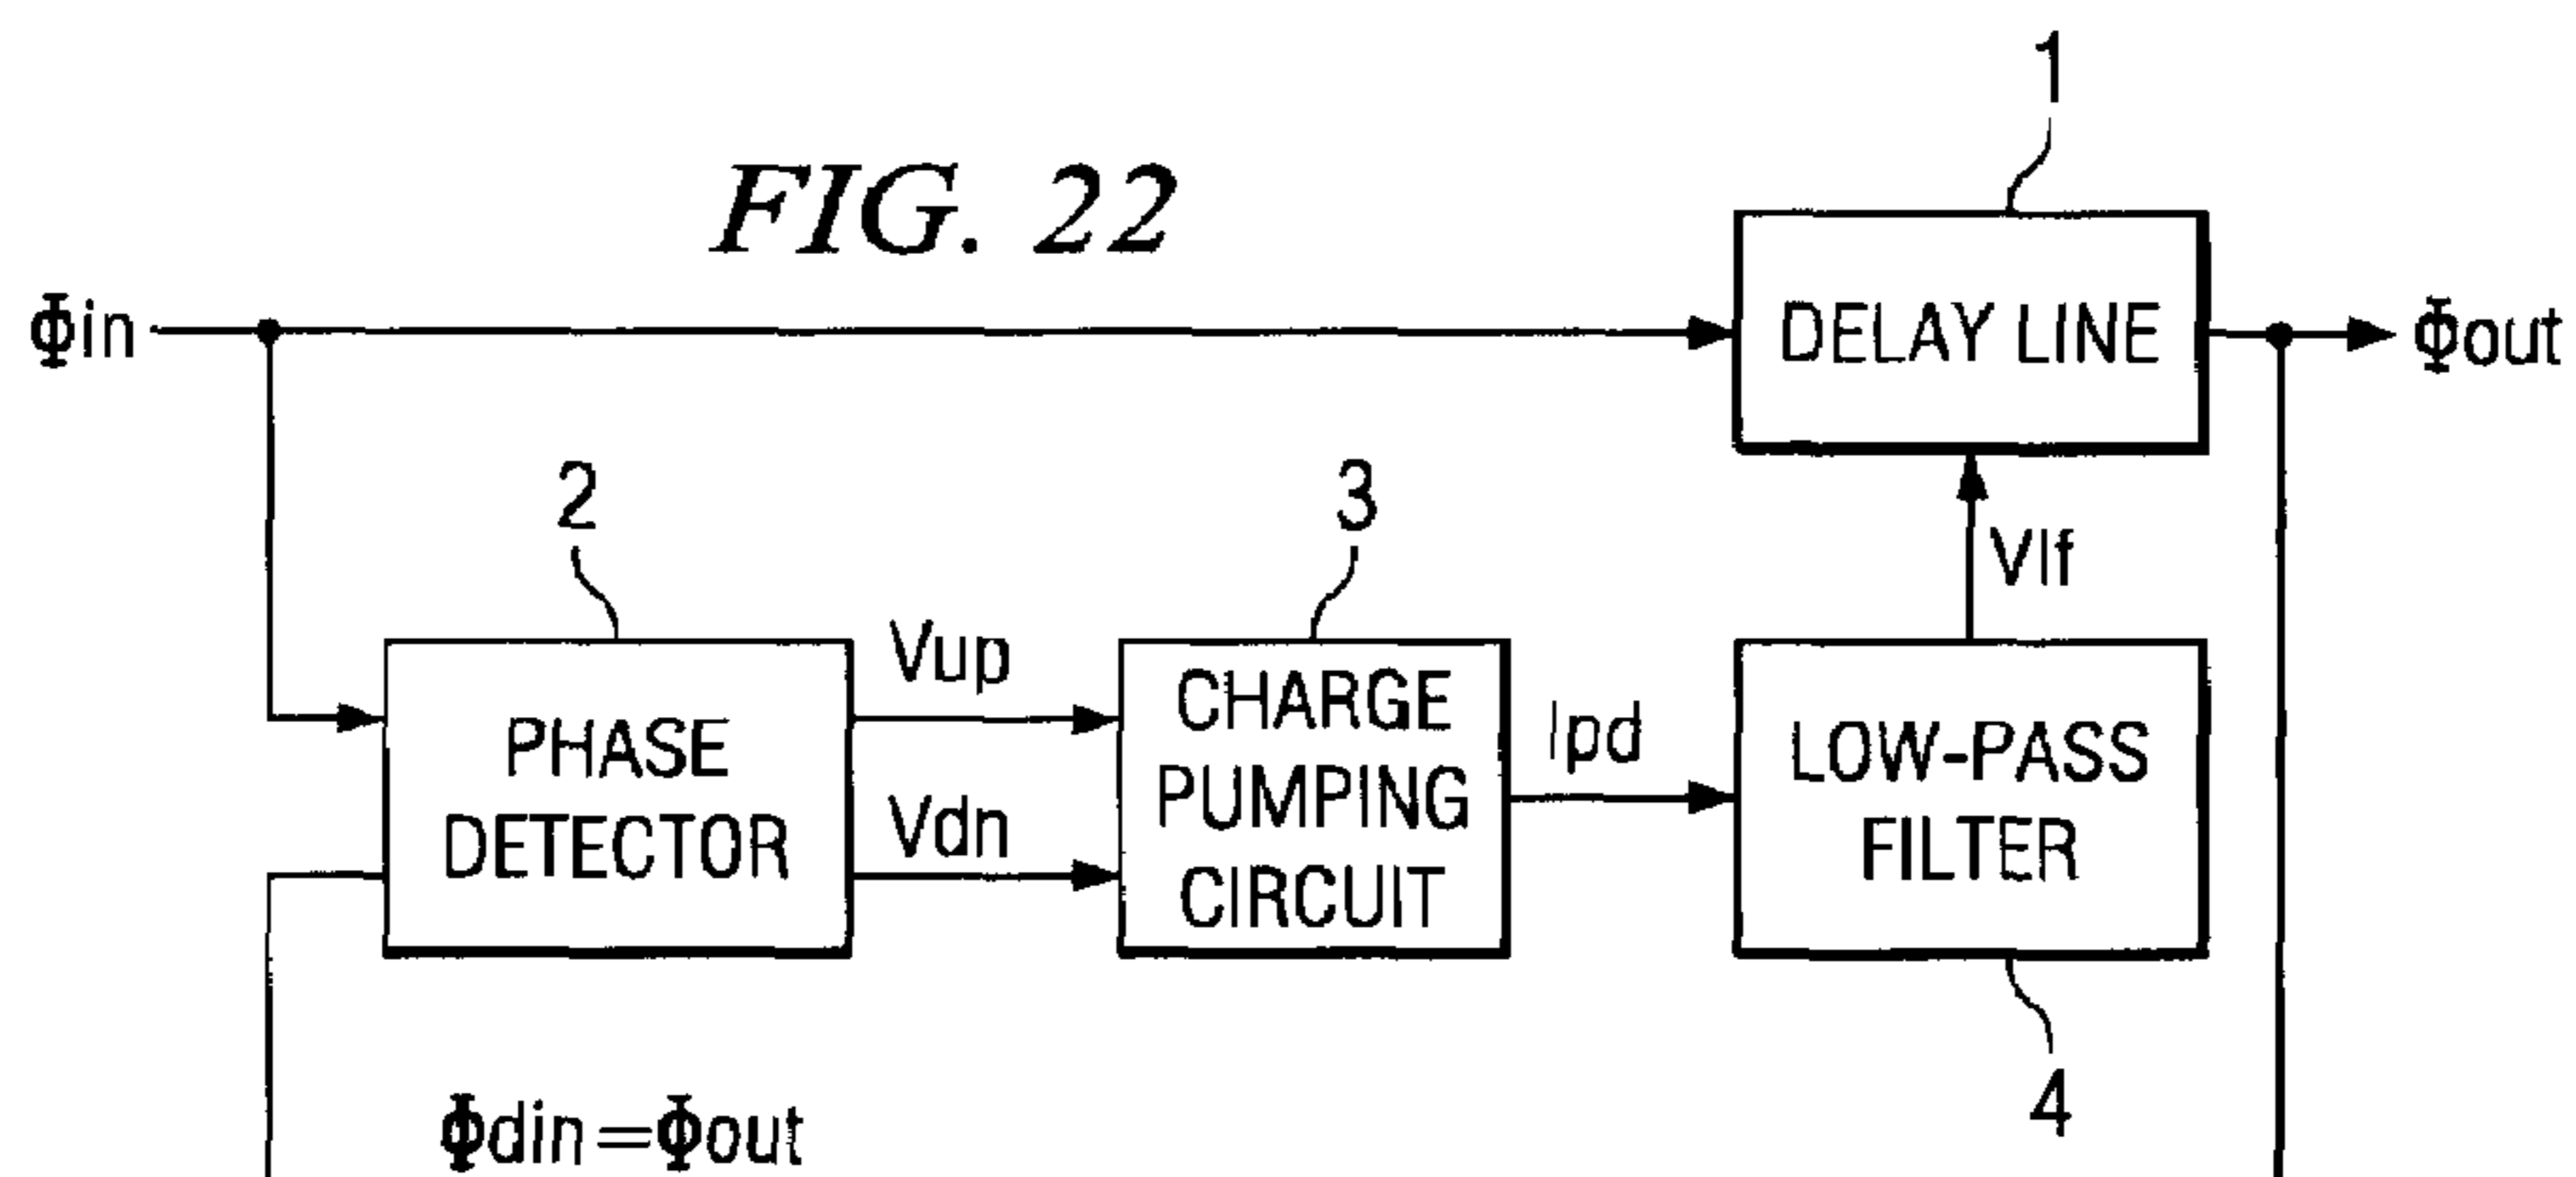 1
FIG. 22
Φin
DELAY LINE
Φout
2
3
Vlf
Vup
CHARGE
PUMPING
CIRCUIT
Ipd
PHASE
DETECTOR
LOW-PASS
FILTER
Vdn
4
Φdin=Φout